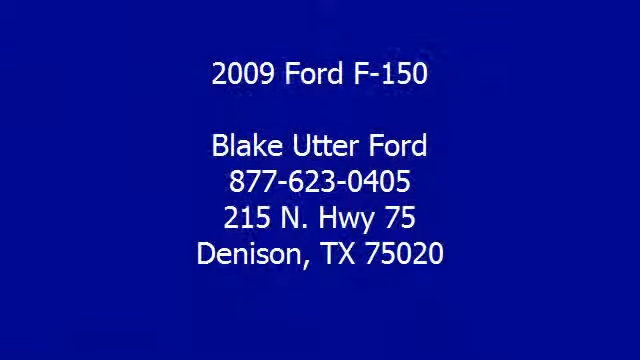 2009 Ford F-150
Blake Utter Ford
877-623-0405
215 N. Hwy 75
Denison, TX 75020